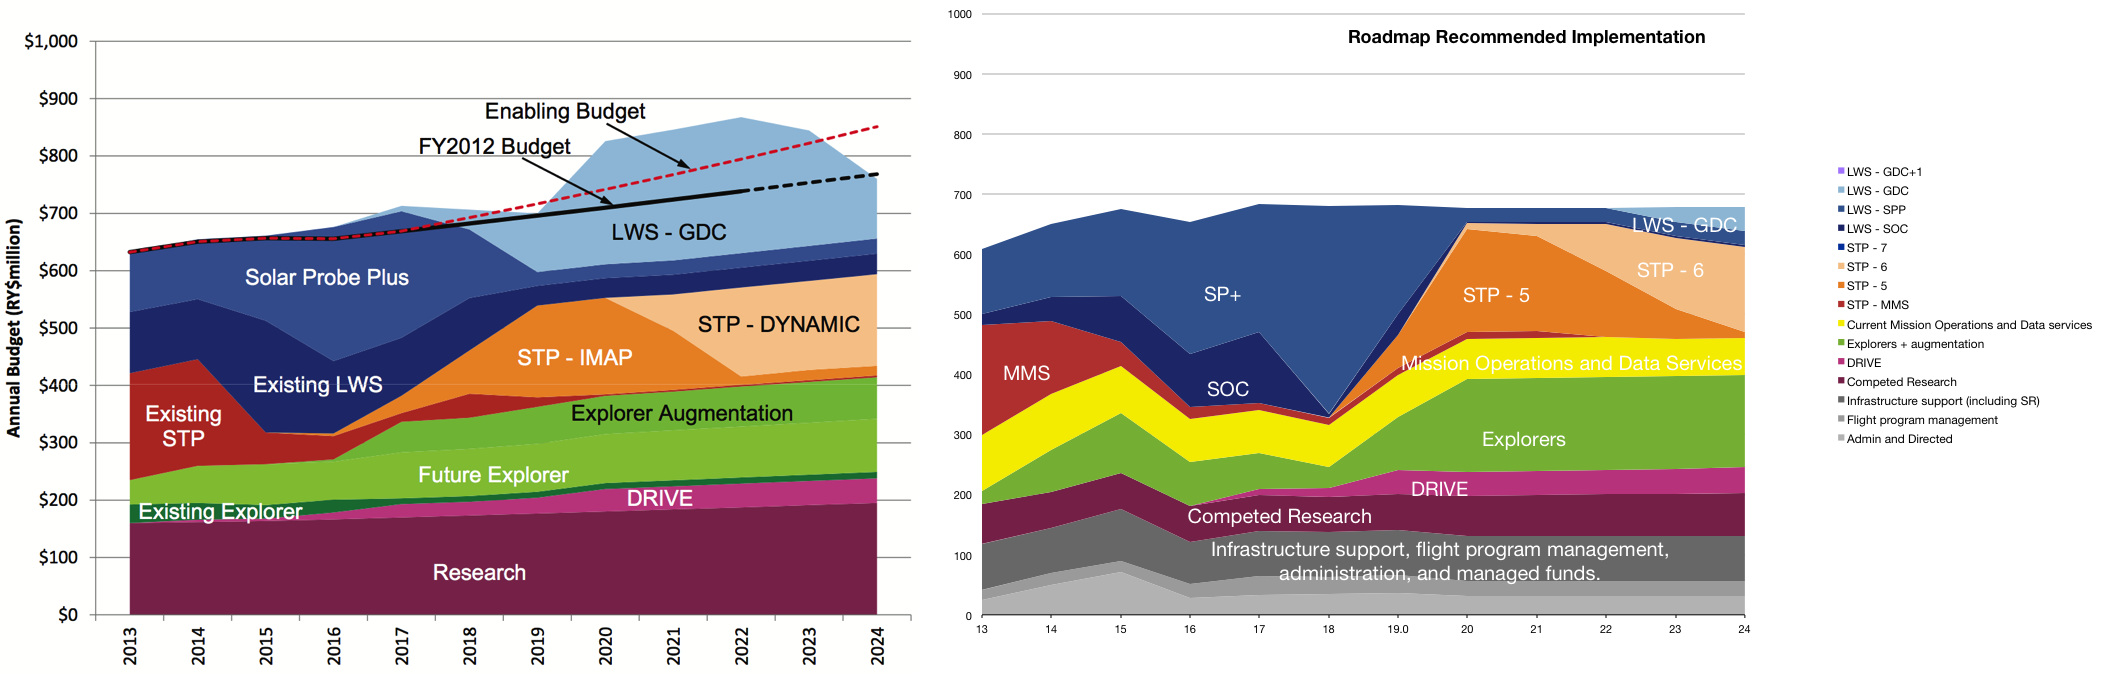 $1,000
$900
$800
$700
$600
$500
$400
$300
$200
$100
$0
Annual Budget (RY$million)
Enabling Budget
FY2012 Budget
LWS - GDC
Solar Probe Plus
STP - DYNAMIC
STP - IMAP
Existing LWS
Existing
STP
Explorer Augmentation
Future Explorer
DRIVE
Existing Explorer
Research
2013 2014 2015 2016 2017 2018 2019 2020 2021 2022 2023 2024
Roadmap Recommended Implementation
1000
900
800
700
600
500
400
300
200
100
0
LWS - GDC
STP - 6
SP+
STP - 5
MMS
Mission Operations and Data Services
SOC
Explorers
DRIVE
Competed Research
Infrastructure support, flight program management,
administration, and managed funds.
13 14 15 16 17 18 19.0 20 21 22 23 24
LWS - GDC+1
LWS - GDC
LWS - SPP
LWS - SOC
STP - 7
STP - 6
STP - 5
STP - MMS
Current Mission Operations and Data services
Explorers + augmentation
DRIVE
Competed Research
Infrastructure support (including SR)
Flight program management
Admin and Directed